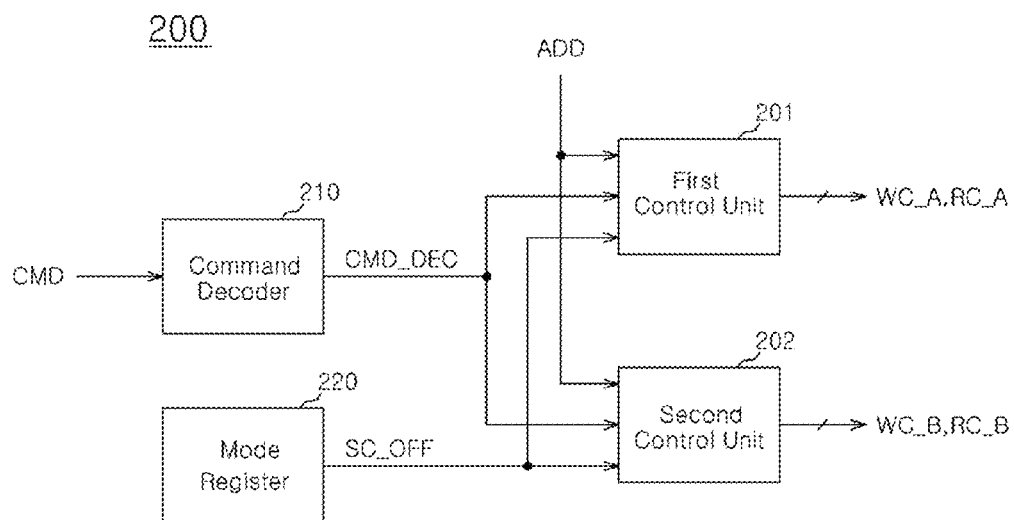 200
ADD
201
First
Control Unit
WC_A,RC_A
210
CMD
Command
Decoder
CMD_DEC
202
Second
Control Unit
WC_B,RC_B
220
Mode
Register
SC_OFF